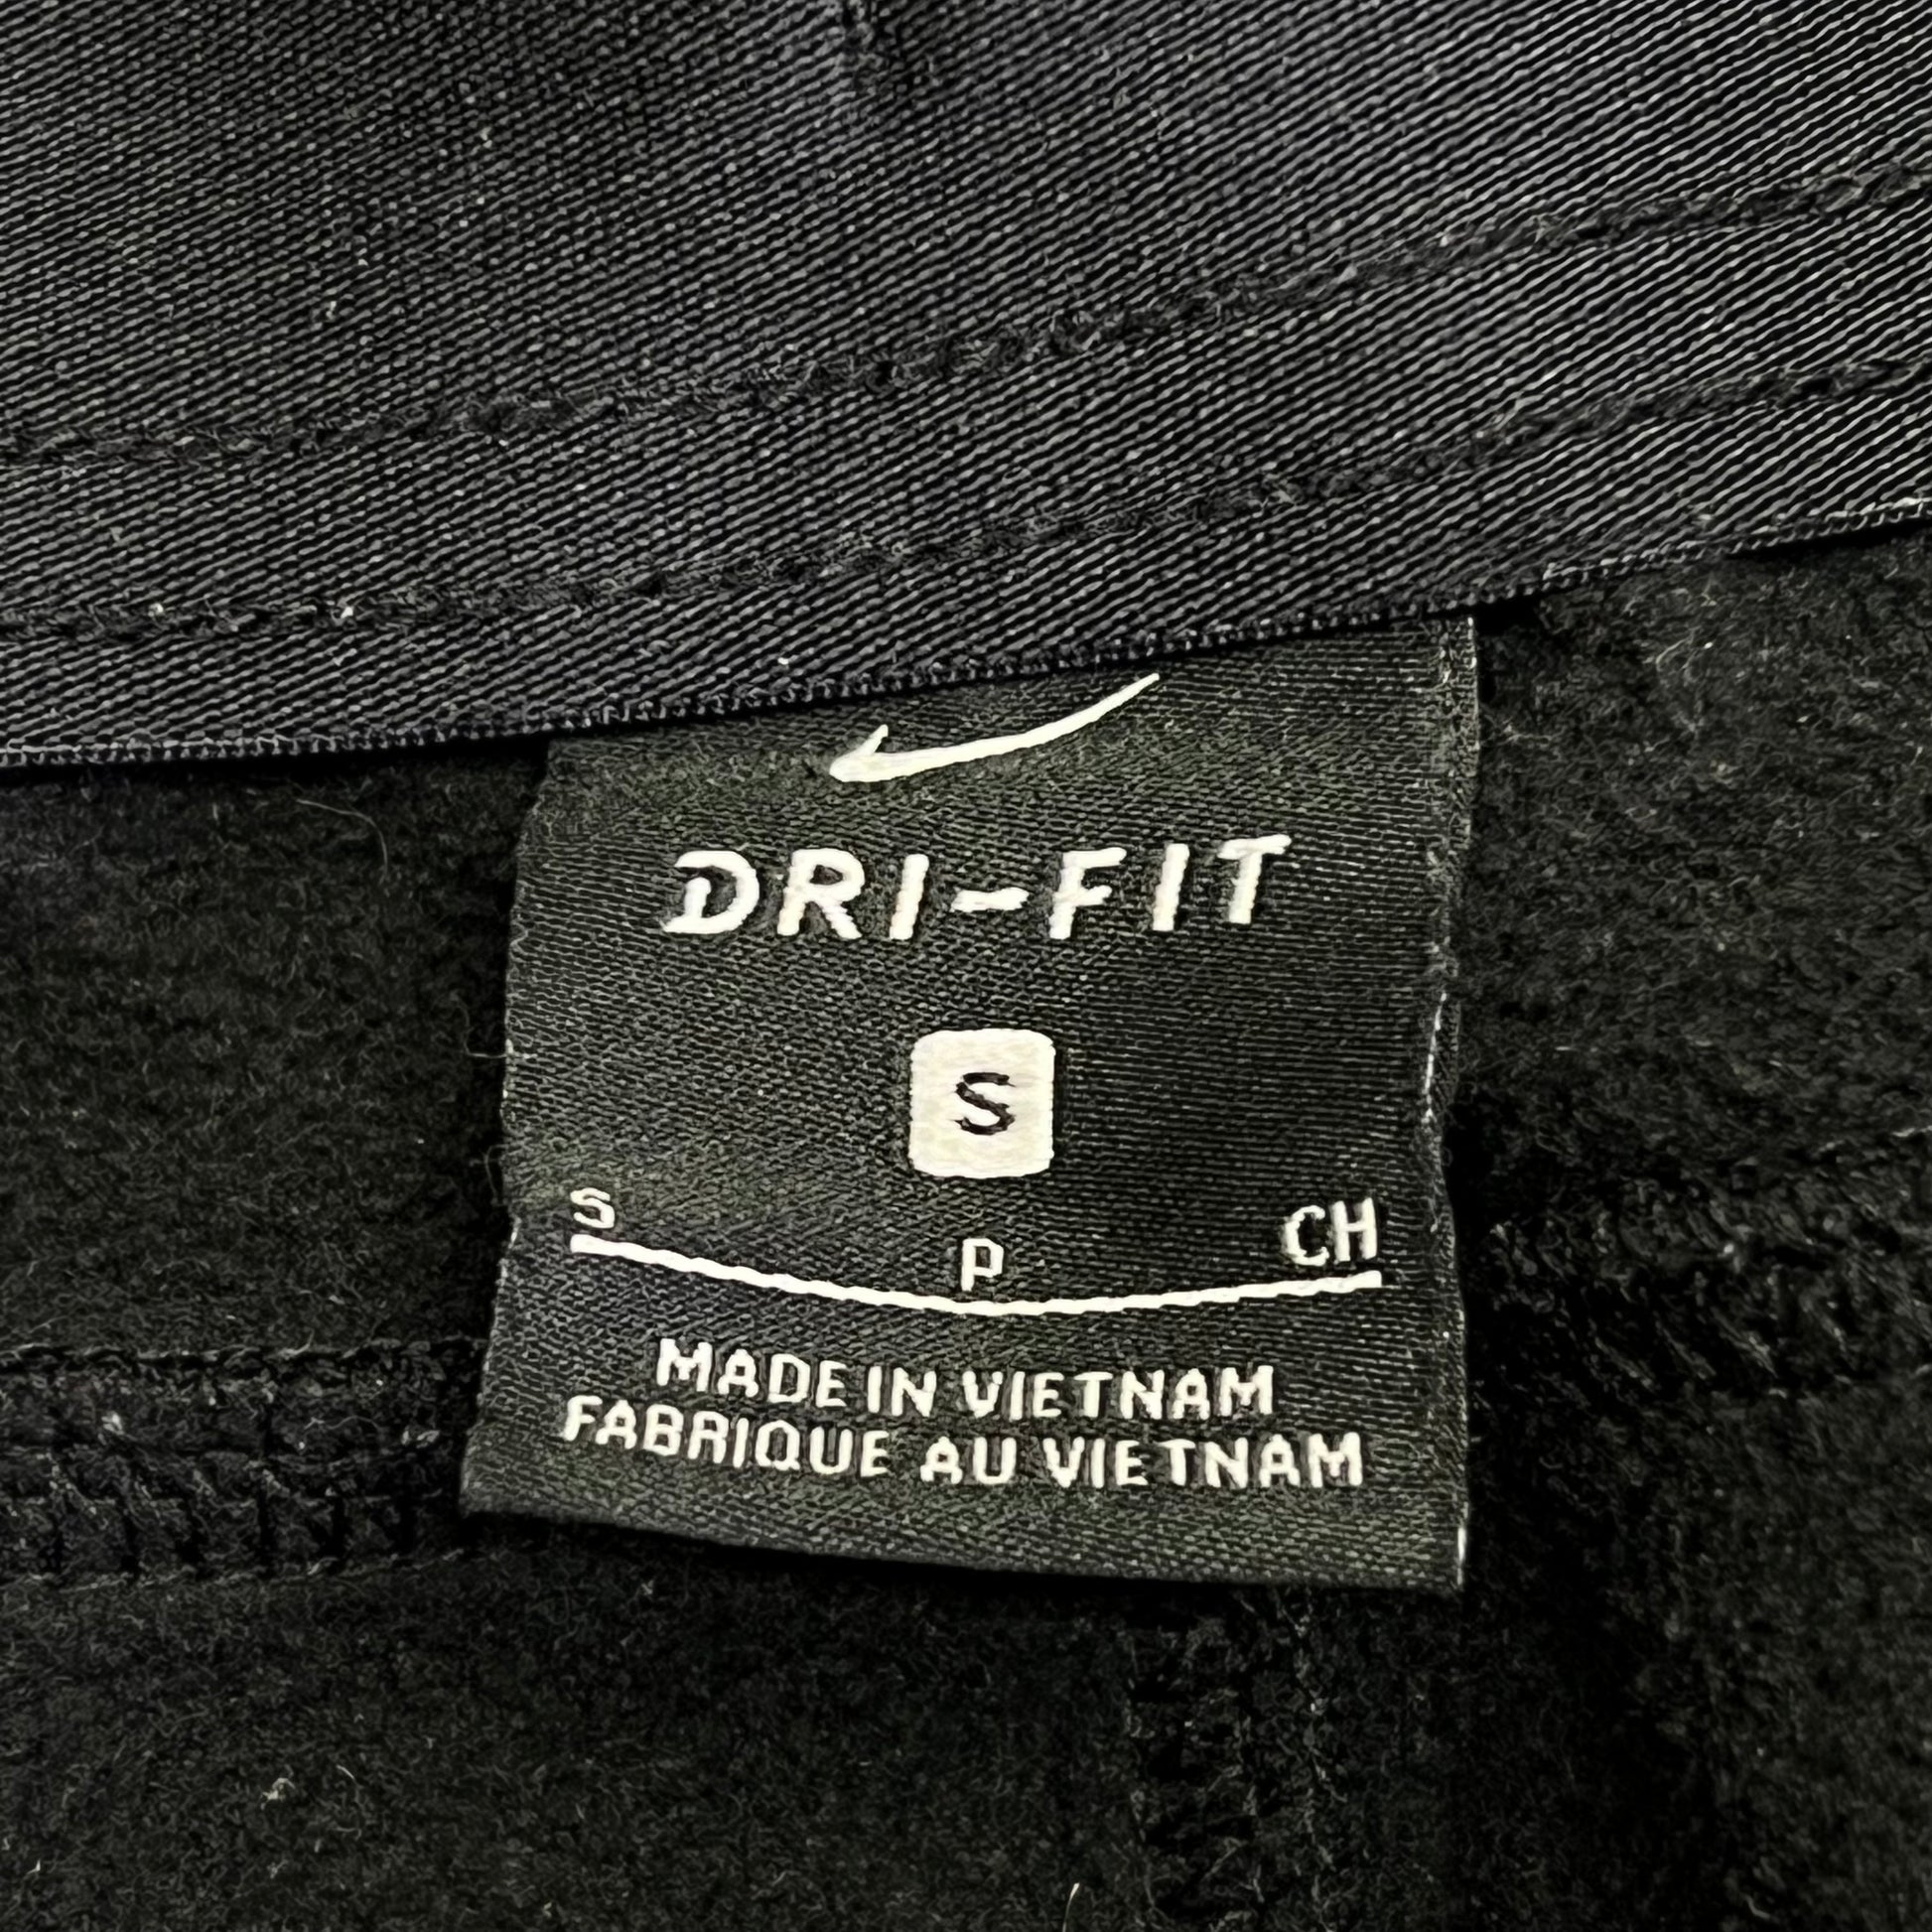 DRI-FIT
S
S P CH
MADE IN VIETNAM
FABRIQUE AU VIETNAM